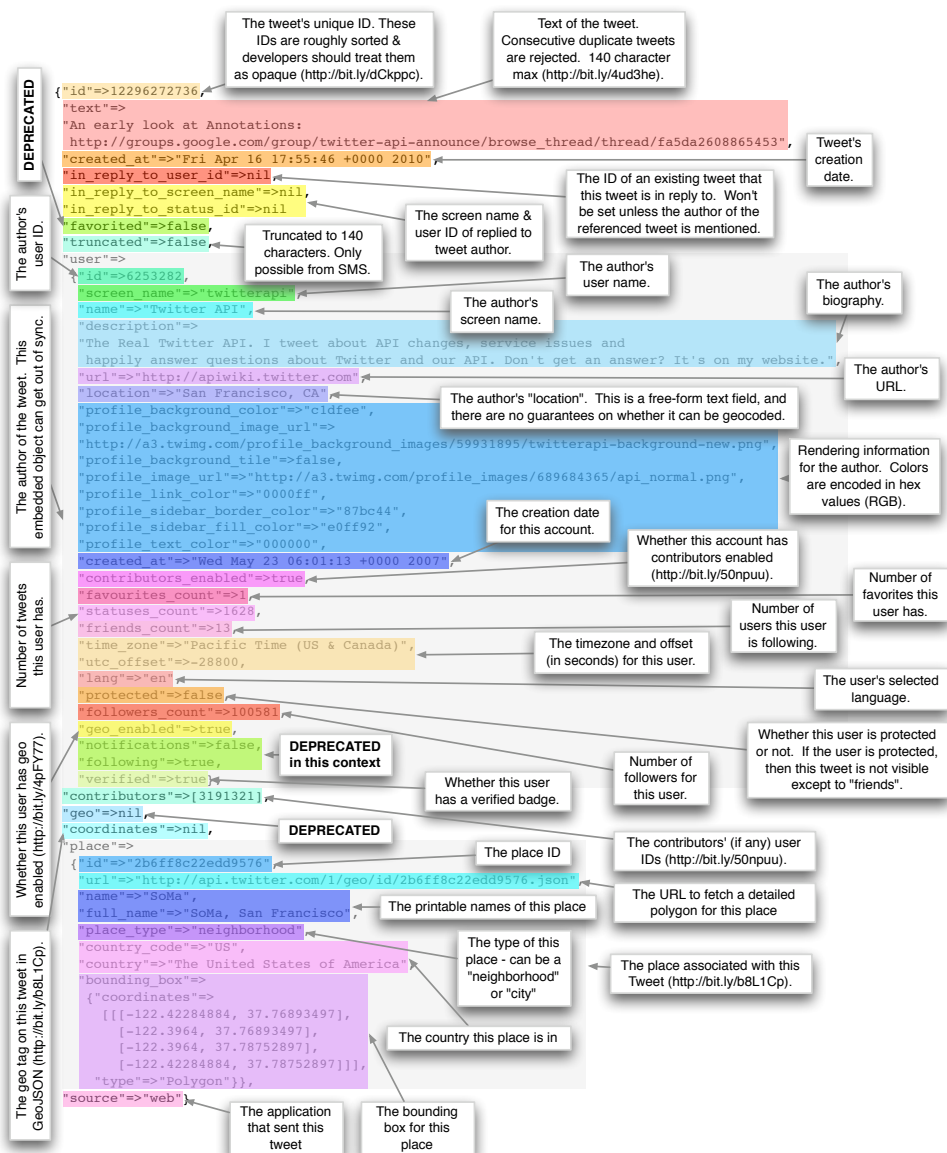 The tweet's unique ID. These
IDs are roughly sorted &
developers should treat them
as opaque (http://bit.ly/dCkppc).
Text of the tweet.
Consecutive duplicate tweets
are rejected. 140 character
max (http://bit.ly/4ud3he).
DEPRECATED
{"id"=>12296272736,
"text"=>
"An early look at Annotations:
http://groups.google.com/group/twitter-api-announce/browse_thread/thread/fa5da2608865453",
"created_at"=>"Fri Apr 16 17:55:46 +0000 2010",
"in_reply_to_user_id"=>nil,
"in_reply_to_screen_name"=>nil,
"in_reply_to_status_id"=>nil
"favorited"=>false,
"truncated"=>false,
Tweet's
creation
date.
The ID of an existing tweet that
this tweet is in reply to. Won't
be set unless the author of the
referenced tweet is mentioned.
The screen name &
user ID of replied to
tweet author.
Truncated to 140
characters. Only
possible from SMS.
The author's
user ID.
"user"=>
{"id"=>6253282,
"screen_name"=>"twitterapi",
"name"=>"Twitter API",
"description"=>
"The Real Twitter API. I tweet about API changes, service issues and
happily answer questions about Twitter and our API. Don't get an answer? It's on my website.",
"url"=>"http://apiwiki.twitter.com",
"location"=>"San Francisco, CA",
"profile_background_color"=>"c1dfee",
"profile_background_image_url"=>
"http://a3.twimg.com/profile_background_images/59931895/twitterapi-background-new.png",
"profile_background_tile"=>false,
"profile_image_url"=>"http://a3.twimg.com/profile_images/689684365/api_normal.png",
"profile_link_color"=>"0000ff",
"profile_sidebar_border_color"=>"87bc44",
"profile_sidebar_fill_color"=>"e0ff92",
"profile_text_color"=>"000000",
"created_at"=>"Wed May 23 06:01:13 +0000 2007",
"contributors_enabled"=>true,
"favourites_count"=>1,
"statuses_count"=>1628,
"friends_count"=>13,
"time_zone"=>"Pacific Time (US & Canada)",
"utc_offset"=>-28800,
"lang"=>"en",
"protected"=>false,
"followers_count"=>100581,
"geo_enabled"=>true,
"notifications"=>false,
"following"=>true,
"verified"=>true},
The author's
user name.
The author's
screen name.
The author's
biography.
The author's
URL.
The author's "location". This is a free-form text field, and
there are no guarantees on whether it can be geocoded.
The author of the tweet. This
embedded object can get out of sync.
Rendering information
for the author. Colors
are encoded in hex
values (RGB).
The creation date
for this account.
Whether this account has
contributors enabled
(http://bit.ly/50npuu).
Number of
favorites this
user has.
Number of tweets
this user has.
Number of
users this user
is following.
The timezone and offset
(in seconds) for this user.
The user's selected
language.
Whether this user is protected
or not. If the user is protected,
then this tweet is not visible
except to "friends".
Number of
followers for
this user.
Whether this user has geo
enabled (http://bit.ly/4pFY77).
DEPRECATED
in this context
Whether this user
has a verified badge.
"contributors"=>[3191321],
"geo"=>nil,
"coordinates"=>nil,
"place"=>
{"id"=>"2b6ff8c22edd9576",
"url"=>"http://api.twitter.com/1/geo/id/2b6ff8c22edd9576.json",
"name"=>"SoMa",
"full_name"=>"SoMa, San Francisco",
"place_type"=>"neighborhood",
"country_code"=>"US",
"country"=>"The United States of America",
"bounding_box"=>
{"coordinates"=>
[[[-122.42284884, 37.76893497],
[-122.3964, 37.76893497],
[-122.3964, 37.78752897],
[-122.42284884, 37.78752897]]],
"type"=>"Polygon"}},
"source"=>"web"}
DEPRECATED
The contributors' (if any) user
IDs (http://bit.ly/50npuu).
The place ID
The URL to fetch a detailed
polygon for this place
The printable names of this place
The type of this
place - can be a
"neighborhood"
or "city"
The place associated with this
Tweet (http://bit.ly/b8L1Cp).
The country this place is in
The geo tag on this tweet in
GeoJSON (http://bit.ly/b8L1Cp).
The application
that sent this
tweet
The bounding
box for this
place